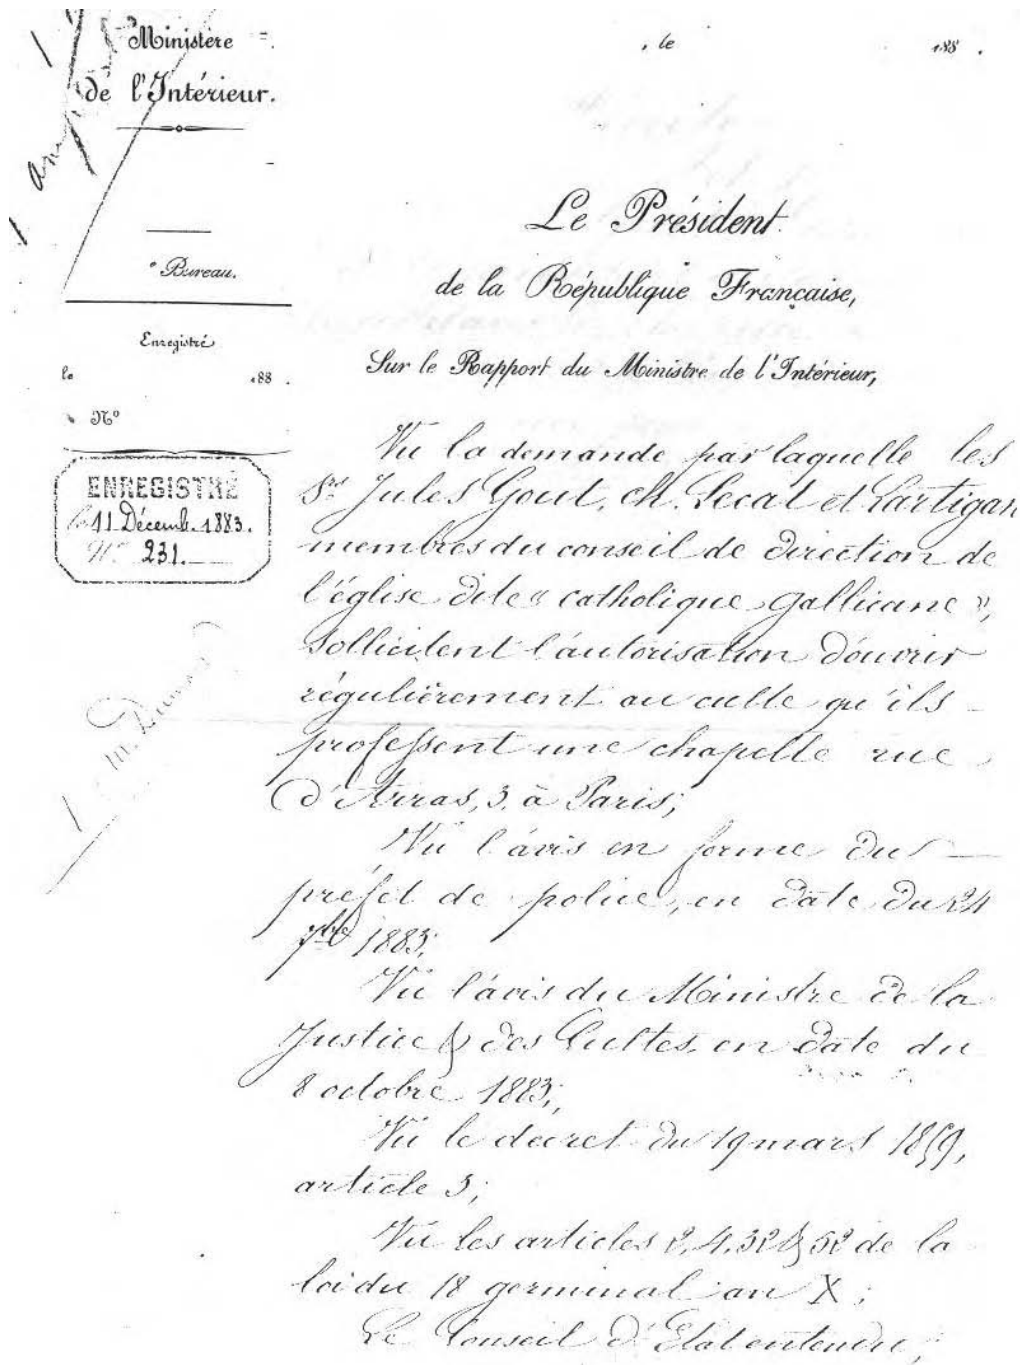 Ministère
de l'Intérieur.
, le 188 .
e Bureau.
Enregistré
le 188 .
N°
ENREGISTRÉ
le 11 Décemb. 1883.
N° 231.
Le Président
de la République Française,
Sur le Rapport du Ministre de l'Intérieur,
Vu la demande par laquelle les
Srs Jules Gout, ch. Lecat et Lartigau
membres du conseil de direction de
l'église dite « catholique gallicane »,
sollicitent l'autorisation d'ouvrir
régulièrement au culte qu'ils
professent une chapelle rue
d'Arras, 3, à Paris;
Vu l'avis en forme du
préfet de police, en date du 24
7bre 1883;
Vu l'avis du Ministre de la
Justice & des Cultes, en date du
8 octobre 1883;
Vu le décret du 19 mars 1859,
article 3;
Vu les articles 2, 4, 32 & 52 de la
loi du 18 germinal an X;
Le Conseil d'Etat entendu;